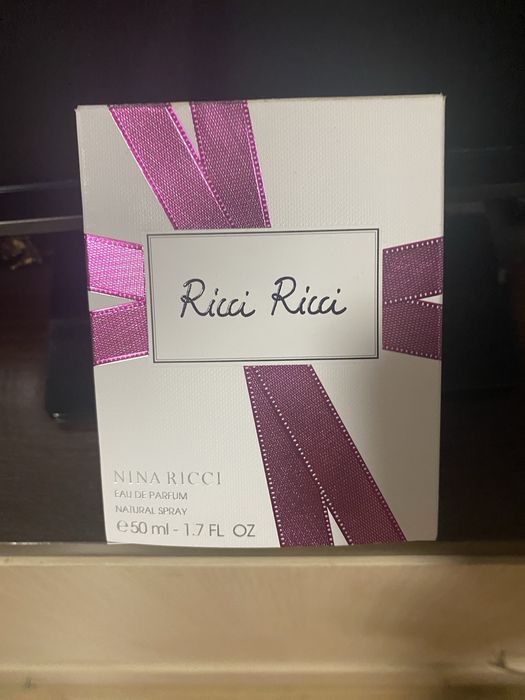 Ricci Ricci
NINA RICCI
EAU DE PARFUM
NATURAL SPRAY
℮50 ml - 1.7 FL OZ